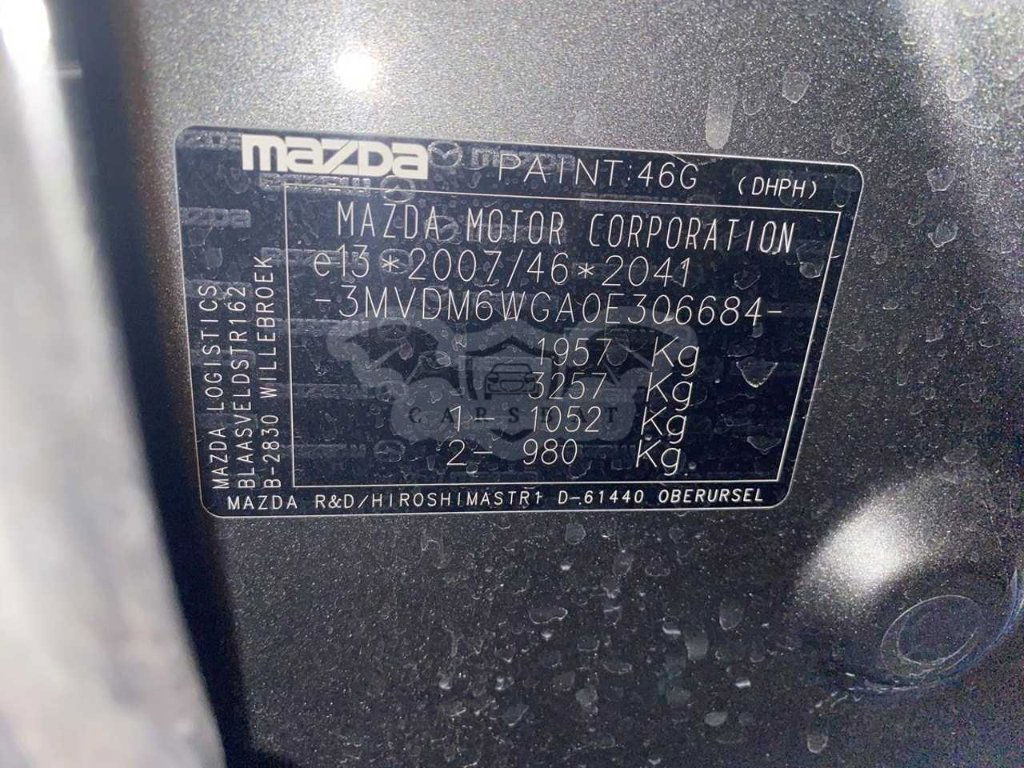 mazda PAINT:46G (DHPH)
MAZDA MOTOR CORPORATION
e13*2007/46*2041
-3MVDM6WGA0E306684-
1957 Kg
3257 Kg
1- 1052 Kg
2- 980 Kg
MAZDA LOGISTICS
BLAASVELDSTR162
B-2830 WILLEBROEK
MAZDA R&D/HIROSHIMASTR1 D-61440 OBERURSEL
CARSBAT